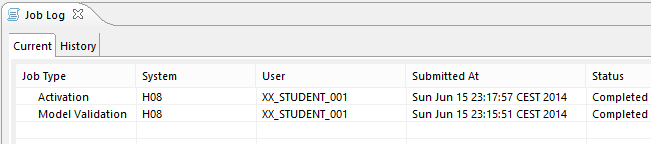 Job Log
Current History
Job Type System User Submitted At Status
Activation H08 XX_STUDENT_001 Sun Jun 15 23:17:57 CEST 2014 Completed
Model Validation H08 XX_STUDENT_001 Sun Jun 15 23:15:51 CEST 2014 Completed